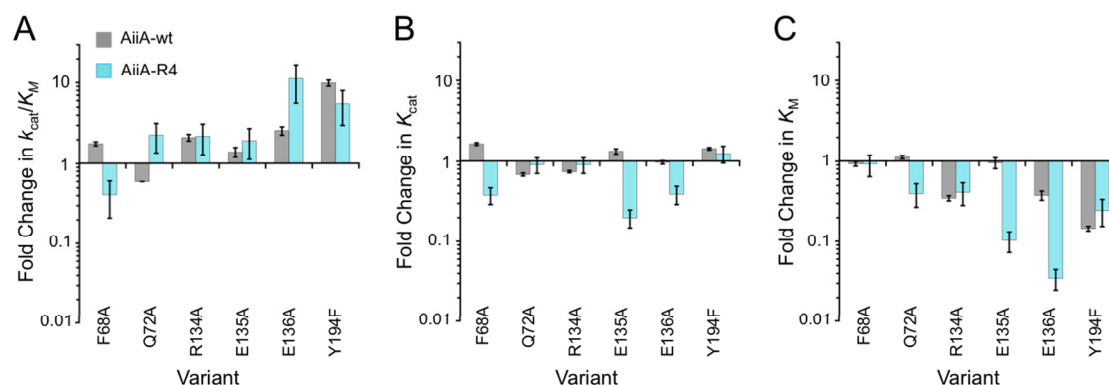 A
AiiA-wt
AiiA-R4
Fold Change in kcat/KM
10
1
0.1
0.01
F68A
Q72A
R134A
E135A
E136A
Y194F
Variant
B
Fold Change in Kcat
10
1
0.1
0.01
F68A
Q72A
R134A
E135A
E136A
Y194F
Variant
C
Fold Change in KM
10
1
0.1
0.01
F68A
Q72A
R134A
E135A
E136A
Y194F
Variant